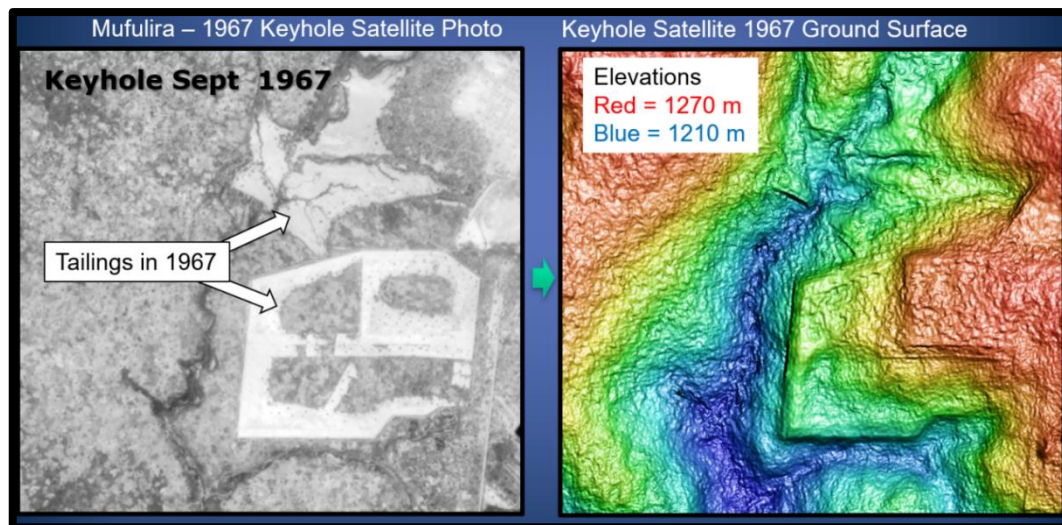 Mufulira – 1967 Keyhole Satellite Photo
Keyhole Satellite 1967 Ground Surface
Keyhole Sept 1967
Tailings in 1967
Elevations
Red = 1270 m
Blue = 1210 m